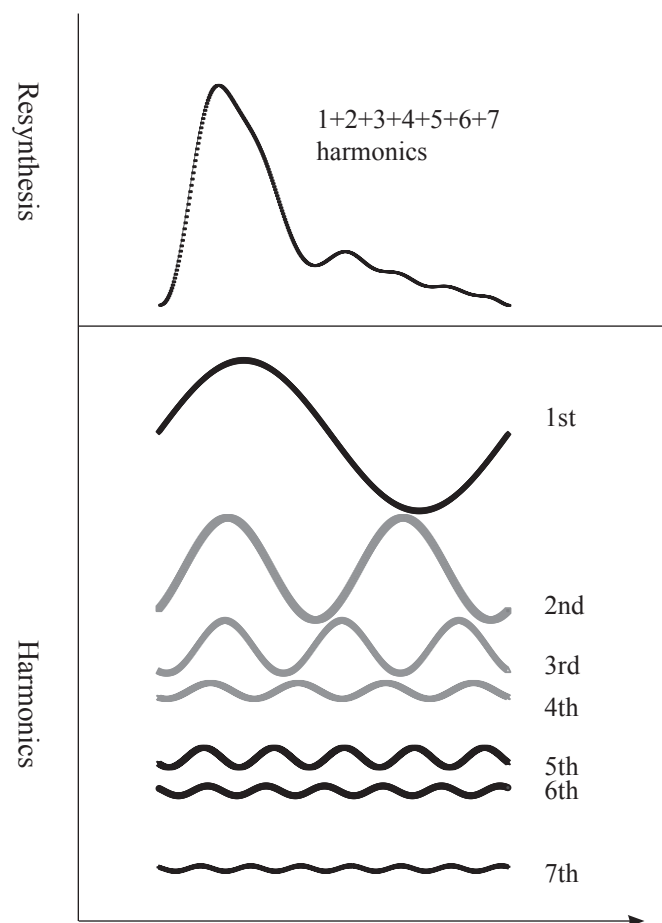 Resynthesis
1+2+3+4+5+6+7
harmonics
Harmonics
1st
2nd
3rd
4th
5th
6th
7th